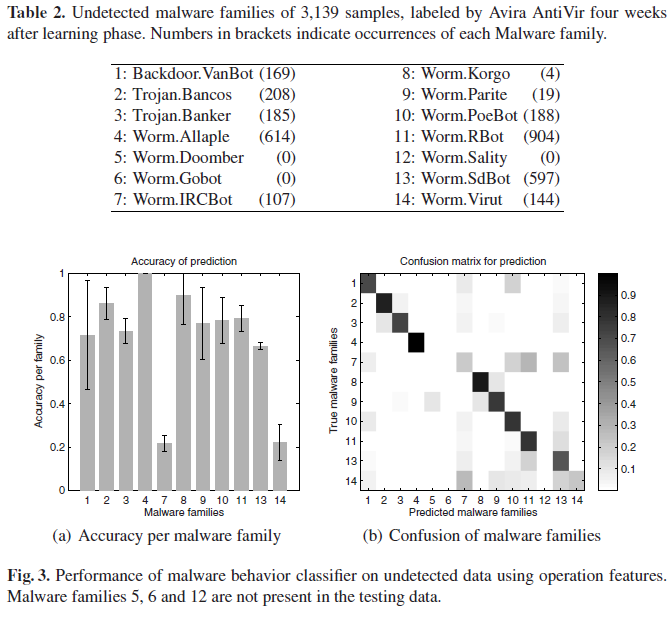 Table 2. Undetected malware families of 3,139 samples, labeled by Avira AntiVir four weeks
after learning phase. Numbers in brackets indicate occurrences of each Malware family.
1: Backdoor.VanBot (169) 8: Worm.Korgo (4)
2: Trojan.Bancos (208) 9: Worm.Parite (19)
3: Trojan.Banker (185) 10: Worm.PoeBot (188)
4: Worm.Allaple (614) 11: Worm.RBot (904)
5: Worm.Doomber (0) 12: Worm.Sality (0)
6: Worm.Gobot (0) 13: Worm.SdBot (597)
7: Worm.IRCBot (107) 14: Worm.Virut (144)
Accuracy of prediction
1
0.8
0.6
0.4
0.2
0
Accuracy per family
1 2 3 4 7 8 9 10 11 13 14
Malware families
(a) Accuracy per malware family
Confusion matrix for prediction
1
2
3
4
7
8
9
10
11
13
14
True malware families
1 2 3 4 5 6 7 8 9 10 11 12 13 14
Predicted malware families
0.9
0.8
0.7
0.6
0.5
0.4
0.3
0.2
0.1
(b) Confusion of malware families
Fig. 3. Performance of malware behavior classifier on undetected data using operation features.
Malware families 5, 6 and 12 are not present in the testing data.